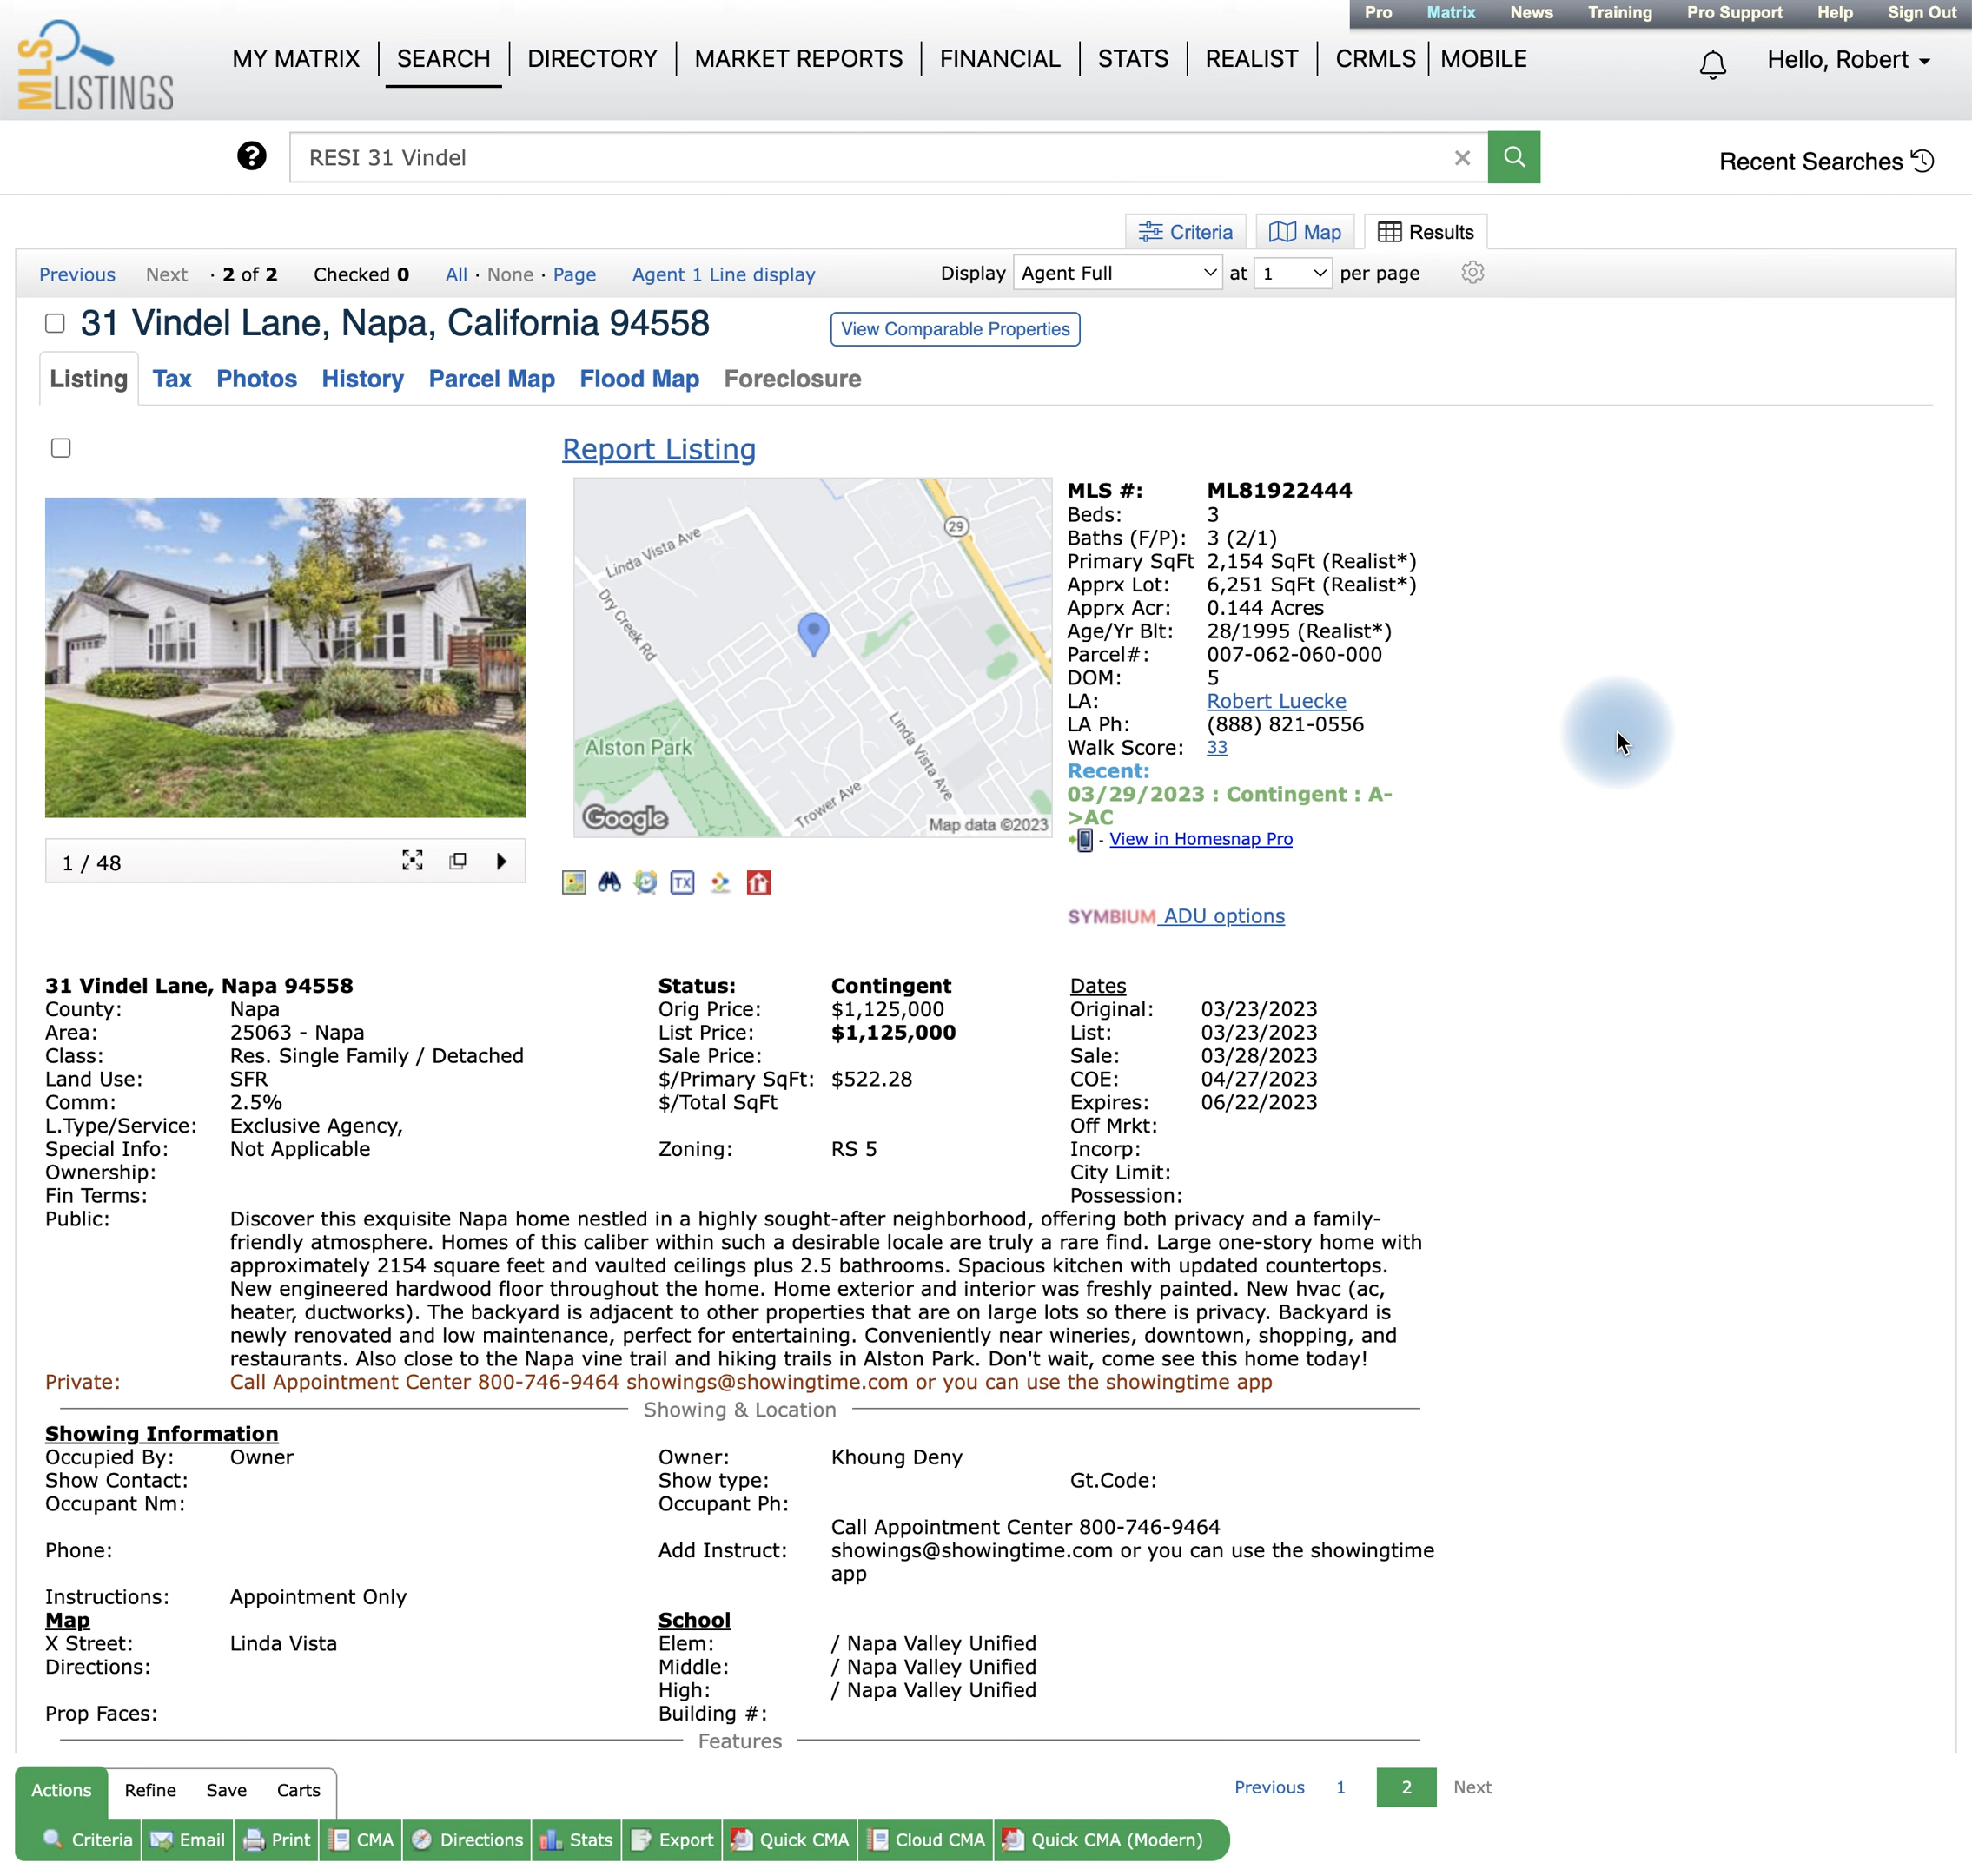 Pro Matrix News Training Pro Support Help Sign Out
MLS LISTINGS
MY MATRIX SEARCH DIRECTORY MARKET REPORTS FINANCIAL STATS REALIST CRMLS MOBILE
Hello, Robert
? RESI 31 Vindel
Recent Searches
Criteria Map Results
Previous Next · 2 of 2 Checked 0 All · None · Page Agent 1 Line display Display Agent Full at 1 per page
31 Vindel Lane, Napa, California 94558
View Comparable Properties
Listing Tax Photos History Parcel Map Flood Map Foreclosure
Report Listing
Linda Vista Ave
29
Dry Creek Rd
Linda Vista Ave
Alston Park
Trower Ave
Google
Map data ©2023
1 / 48
TX
MLS #: ML81922444
Beds: 3
Baths (F/P): 3 (2/1)
Primary SqFt 2,154 SqFt (Realist*)
Apprx Lot: 6,251 SqFt (Realist*)
Apprx Acr: 0.144 Acres
Age/Yr Blt: 28/1995 (Realist*)
Parcel#: 007-062-060-000
DOM: 5
LA: Robert Luecke
LA Ph: (888) 821-0556
Walk Score: 33
Recent:
03/29/2023 : Contingent : A-
>AC
- View in Homesnap Pro
SYMBIUM ADU options
31 Vindel Lane, Napa 94558 Status: Contingent Dates
County: Napa Orig Price: $1,125,000 Original: 03/23/2023
Area: 25063 - Napa List Price: $1,125,000 List: 03/23/2023
Class: Res. Single Family / Detached Sale Price: Sale: 03/28/2023
Land Use: SFR $/Primary SqFt: $522.28 COE: 04/27/2023
Comm: 2.5% $/Total SqFt Expires: 06/22/2023
L.Type/Service: Exclusive Agency, Off Mrkt:
Special Info: Not Applicable Zoning: RS 5 Incorp:
Ownership: City Limit:
Fin Terms: Possession:
Public: Discover this exquisite Napa home nestled in a highly sought-after neighborhood, offering both privacy and a family-
friendly atmosphere. Homes of this caliber within such a desirable locale are truly a rare find. Large one-story home with
approximately 2154 square feet and vaulted ceilings plus 2.5 bathrooms. Spacious kitchen with updated countertops.
New engineered hardwood floor throughout the home. Home exterior and interior was freshly painted. New hvac (ac,
heater, ductworks). The backyard is adjacent to other properties that are on large lots so there is privacy. Backyard is
newly renovated and low maintenance, perfect for entertaining. Conveniently near wineries, downtown, shopping, and
restaurants. Also close to the Napa vine trail and hiking trails in Alston Park. Don't wait, come see this home today!
Private: Call Appointment Center 800-746-9464 showings@showingtime.com or you can use the showingtime app
Showing & Location
Showing Information
Occupied By: Owner Owner: Khoung Deny
Show Contact: Show type: Gt.Code:
Occupant Nm: Occupant Ph:
Call Appointment Center 800-746-9464
Phone: Add Instruct: showings@showingtime.com or you can use the showingtime
app
Instructions: Appointment Only
Map School
X Street: Linda Vista Elem: / Napa Valley Unified
Directions: Middle: / Napa Valley Unified
High: / Napa Valley Unified
Prop Faces: Building #:
Features
Actions Refine Save Carts
Previous 1 2 Next
Criteria Email Print CMA Directions Stats Export Quick CMA Cloud CMA Quick CMA (Modern)